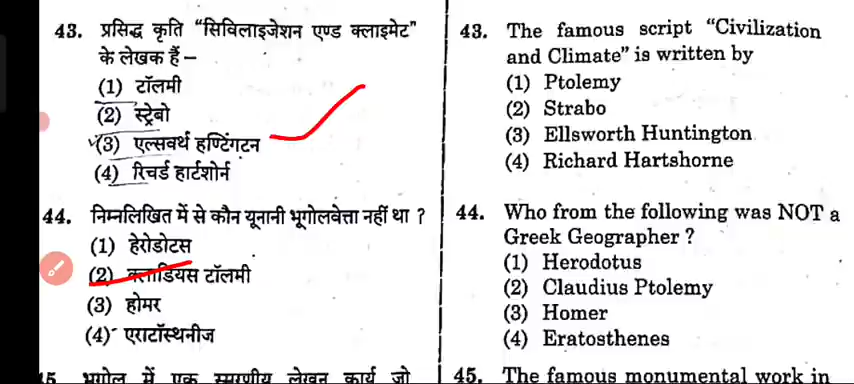 43. प्रसिद्ध कृति “सिविलाइजेशन एण्ड क्लाइमेट”
के लेखक हैं –
(1) टॉलमी
(2) स्ट्रेबो
(3) एल्सवर्थ हण्टिंगटन
(4) रिचर्ड हार्टशोर्न
44. निम्नलिखित में से कौन यूनानी भूगोलवेत्ता नहीं था ?
(1) हेरोडोटस
(2) क्लाडियस टॉलमी
(3) होमर
(4) एराटॉस्थनीज
भूगोल में एक स्मरणीय लेखन कार्य जो
43. The famous script “Civilization
and Climate” is written by
(1) Ptolemy
(2) Strabo
(3) Ellsworth Huntington
(4) Richard Hartshorne
44. Who from the following was NOT a
Greek Geographer ?
(1) Herodotus
(2) Claudius Ptolemy
(3) Homer
(4) Eratosthenes
45. The famous monumental work in